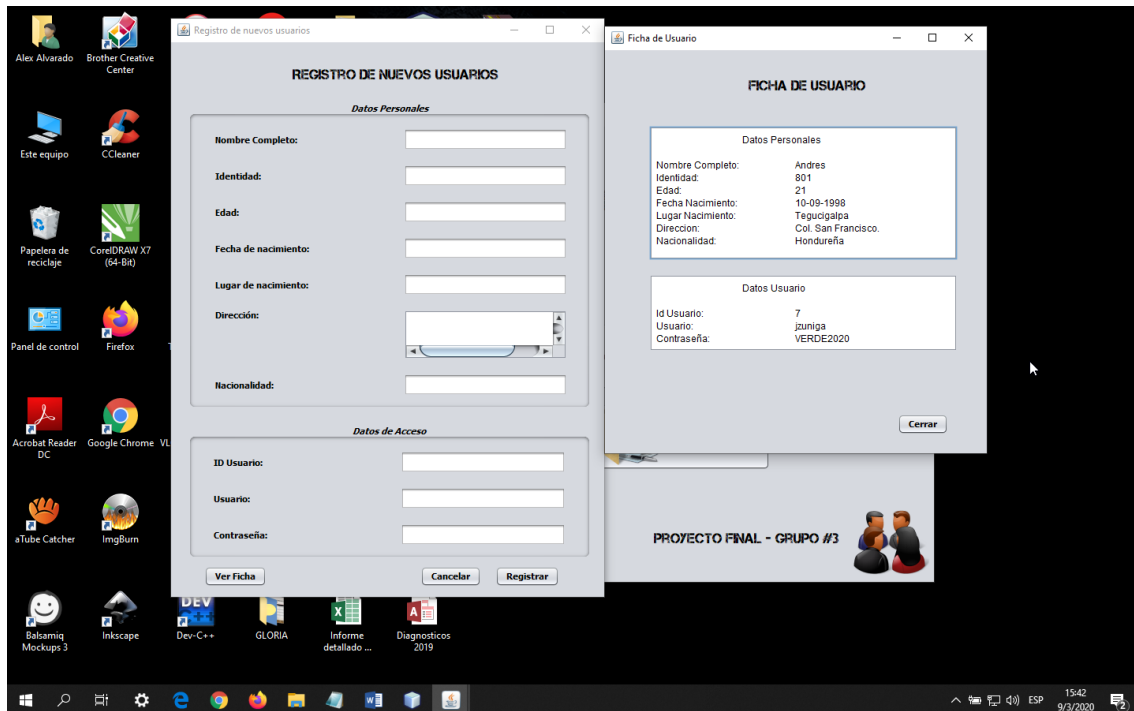 Alex Alvarado
Brother Creative
Center
Este equipo
CCleaner
Papelera de
reciclaje
CorelDRAW X7
(64-Bit)
Panel de control
Firefox
Acrobat Reader
DC
Google Chrome
VL
aTube Catcher
ImgBurn
Balsamiq
Mockups 3
Inkscape
DEV
Dev-C++
GLORIA
Informe
detallado ...
Diagnosticos
2019
Registro de nuevos usuarios
REGISTRO DE NUEVOS USUARIOS
Datos Personales
Nombre Completo:
Identidad:
Edad:
Fecha de nacimiento:
Lugar de nacimiento:
Dirección:
Nacionalidad:
Datos de Acceso
ID Usuario:
Usuario:
Contraseña:
Ver Ficha
Cancelar
Registrar
Ficha de Usuario
FICHA DE USUARIO
Datos Personales
Nombre Completo: Andres
Identidad: 801
Edad: 21
Fecha Nacimiento: 10-09-1998
Lugar Nacimiento: Tegucigalpa
Direccion: Col. San Francisco.
Nacionalidad: Hondureña
Datos Usuario
Id Usuario: 7
Usuario: jzuniga
Contraseña: VERDE2020
Cerrar
PROYECTO FINAL - GRUPO #3
ESP
15:42
9/3/2020
2